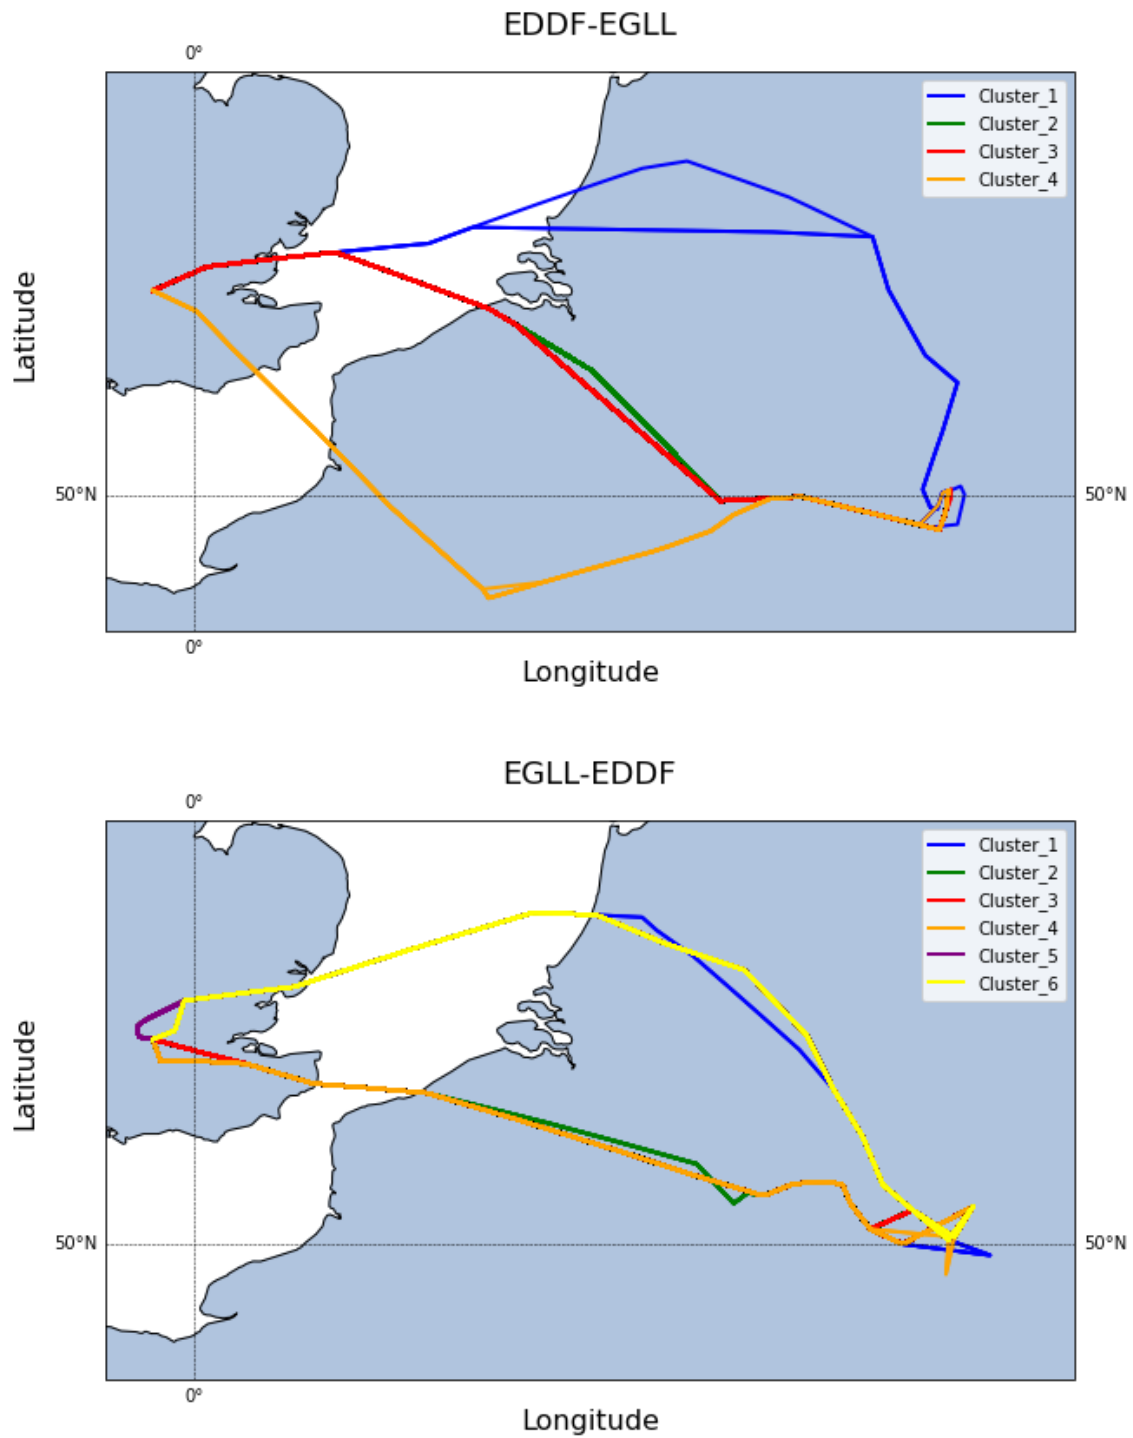 EDDF-EGLL
0°
Cluster_1
Cluster_2
Cluster_3
Cluster_4
Latitude
50°N
50°N
0°
Longitude
EGLL-EDDF
0°
Cluster_1
Cluster_2
Cluster_3
Cluster_4
Cluster_5
Cluster_6
Latitude
50°N
50°N
0°
Longitude